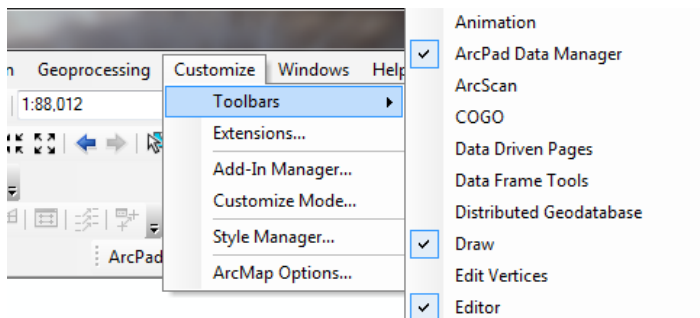 Geoprocessing Customize Windows Help
1:88,012
Toolbars
Extensions...
Add-In Manager...
Customize Mode...
Style Manager...
ArcMap Options...
ArcPad
Animation
ArcPad Data Manager
ArcScan
COGO
Data Driven Pages
Data Frame Tools
Distributed Geodatabase
Draw
Edit Vertices
Editor